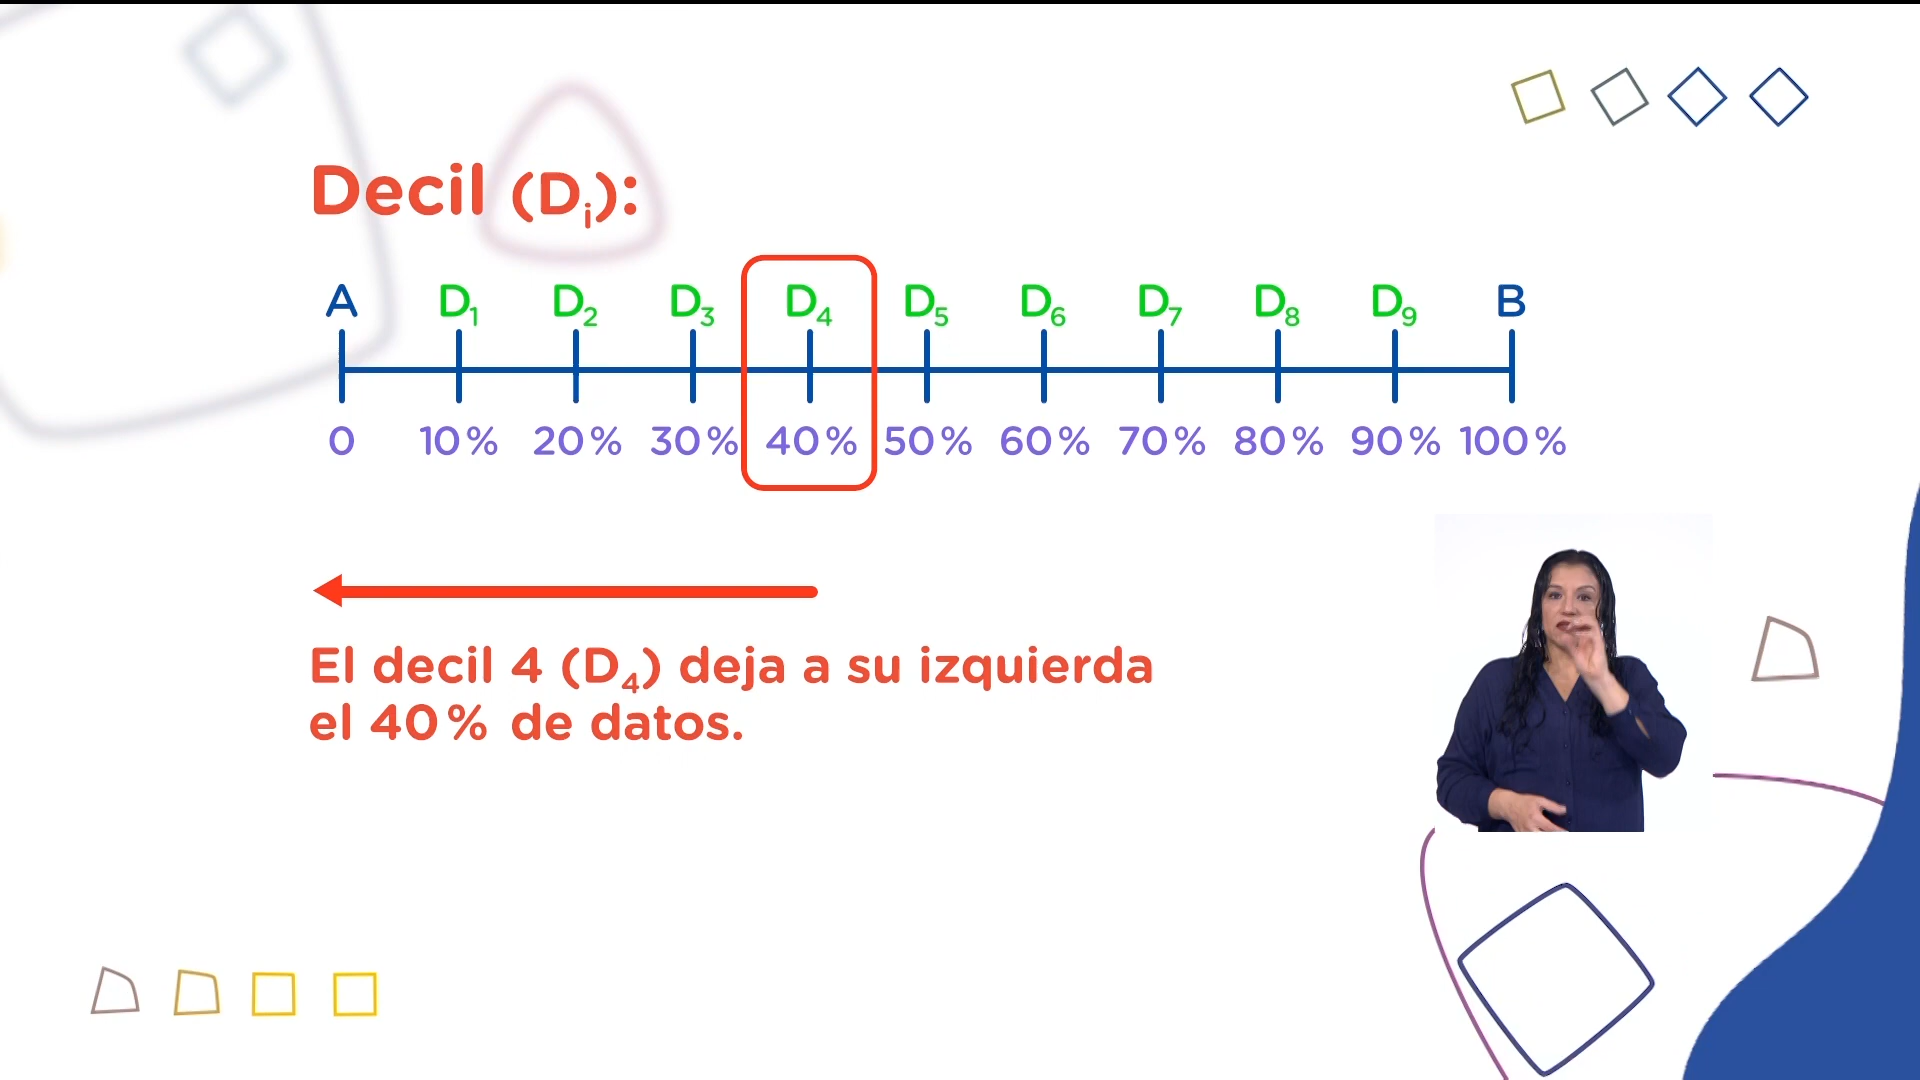 Decil (Dᵢ):
A D₁ D₂ D₃ D₄ D₅ D₆ D₇ D₈ D₉ B
0 10% 20% 30% 40% 50% 60% 70% 80% 90% 100%
El decil 4 (D₄) deja a su izquierda
el 40% de datos.